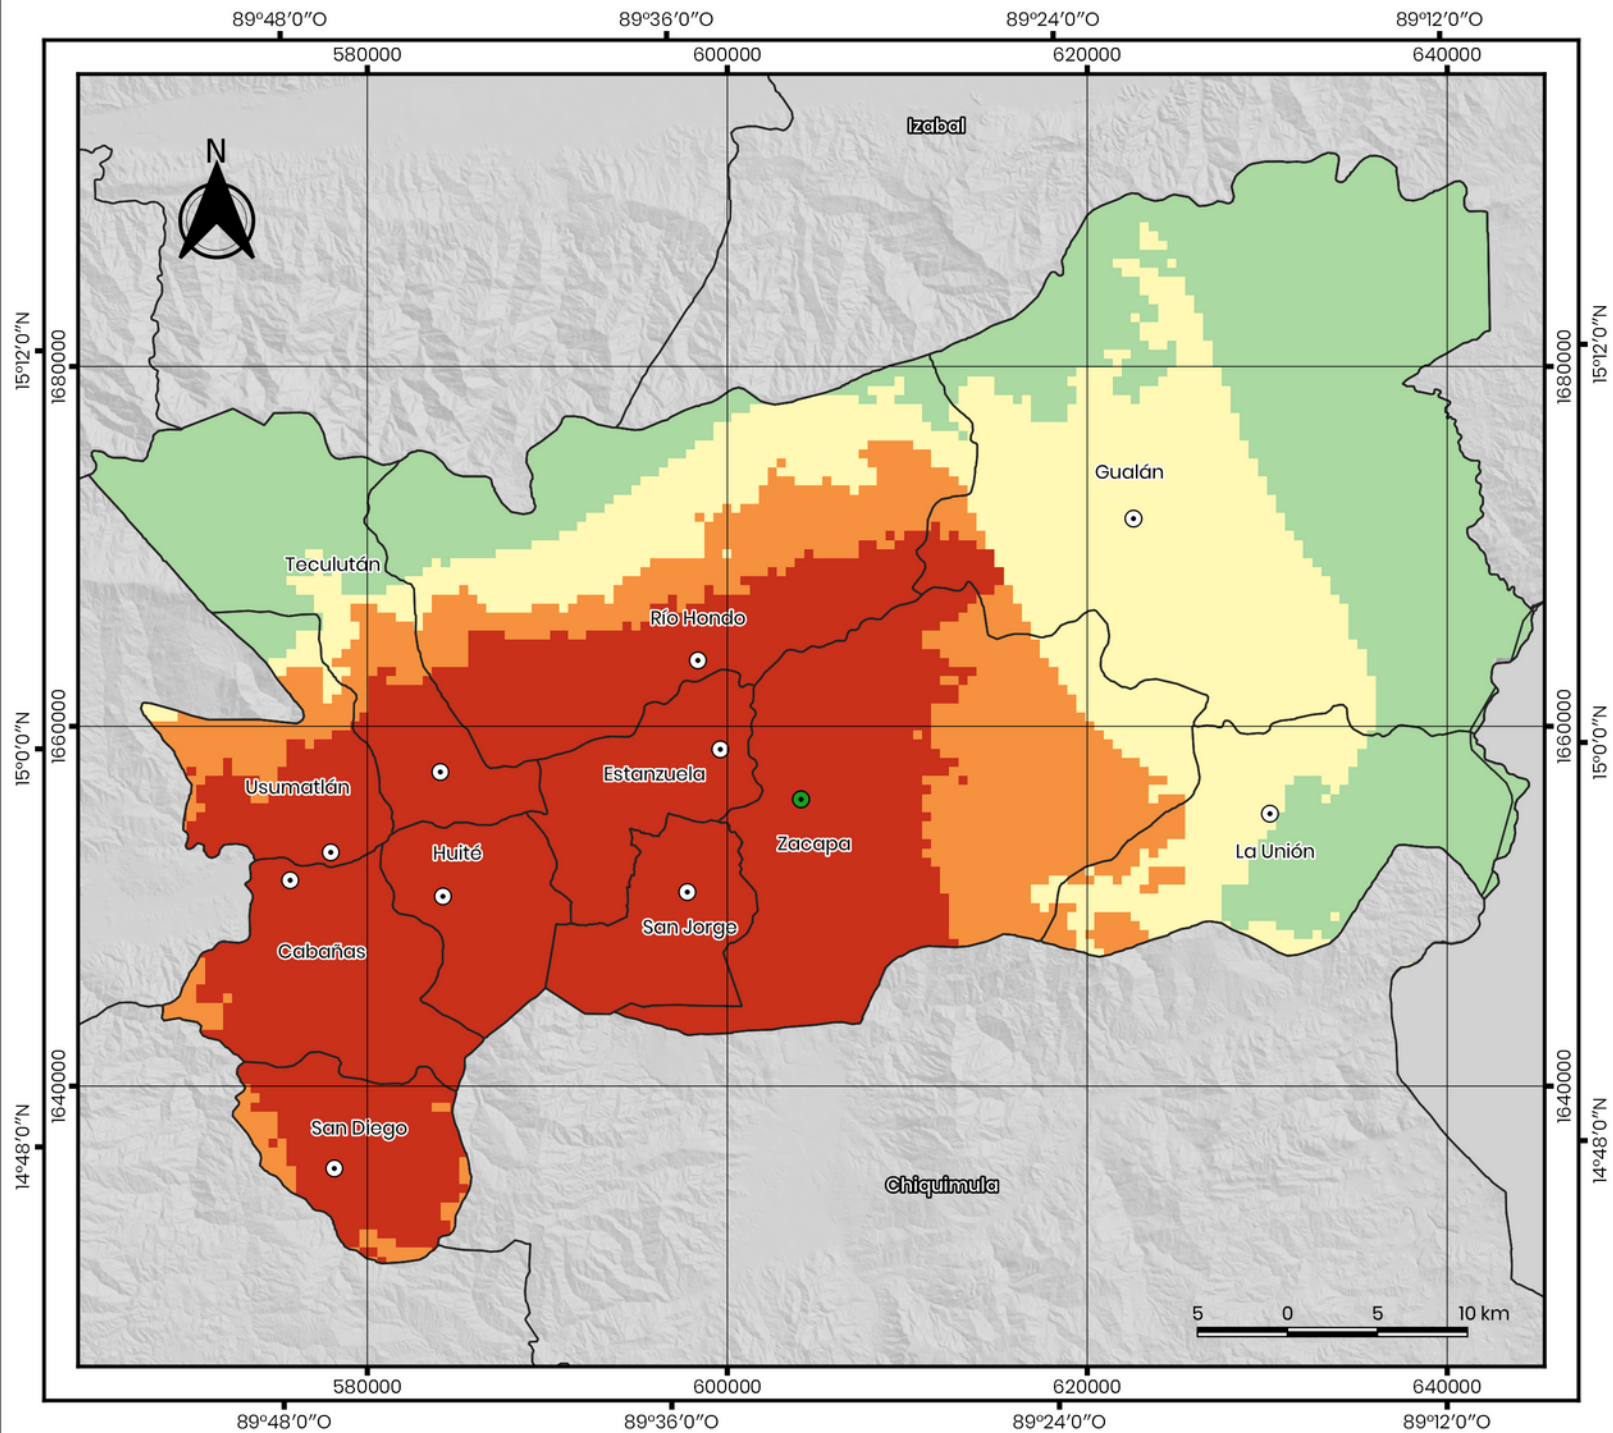 89°48'0"O 89°36'0"O 89°24'0"O 89°12'0"O
580000 600000 620000 640000
Izabal
N
15°12'0"N 1680000 1680000 15°12'0"N
Gualán
Teculután
Río Hondo
15°0'0"N 1660000 1660000 15°0'0"N
Estanzuela
Usumatlán
Zacapa
Huité
La Unión
San Jorge
Cabañas
14°48'0"N 1640000 1640000 14°48'0"N
San Diego
Chiquimula
5 0 5 10 km
580000 600000 620000 640000
89°48'0"O 89°36'0"O 89°24'0"O 89°12'0"O